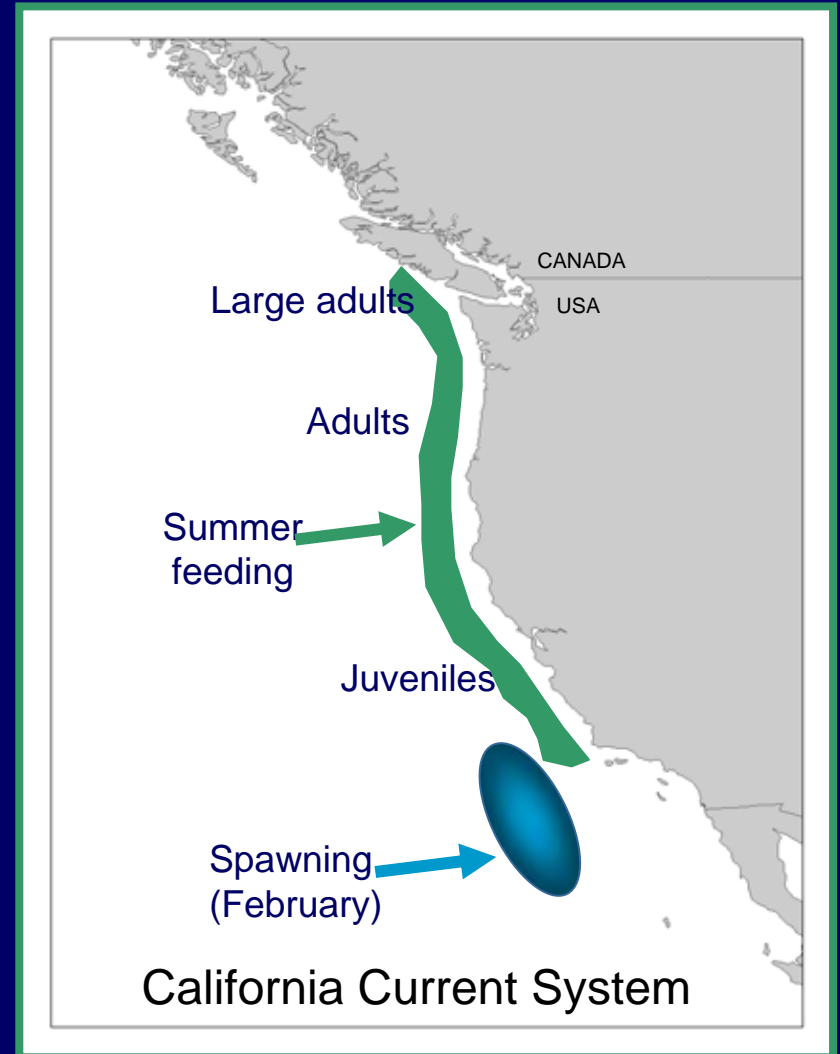 CANADA
USA
Large adults
Adults
Summer
feeding
Juveniles
Spawning
(February)
California Current System